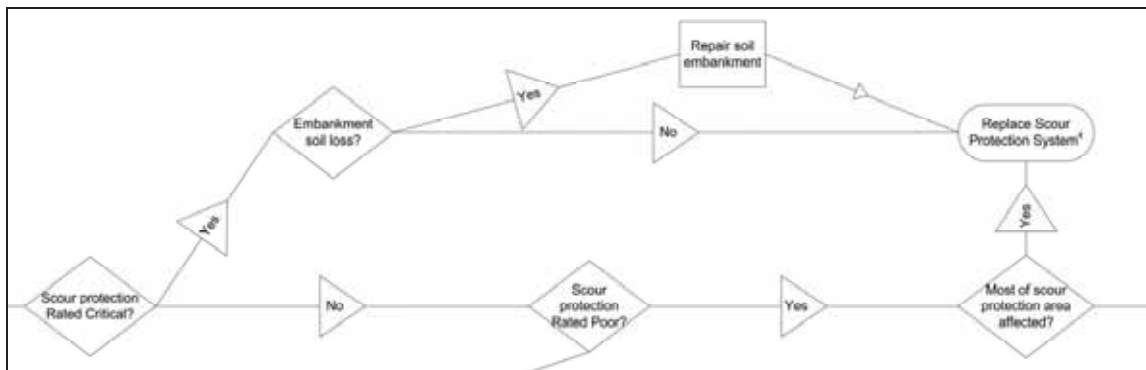 Repair soil
embankment
Yes
Embankment
soil loss?
No
Replace Scour
Protection System⁴
Yes
Yes
Scour protection
Rated Critical?
No
Scour
protection
Rated Poor?
Yes
Most of scour
protection area
affected?